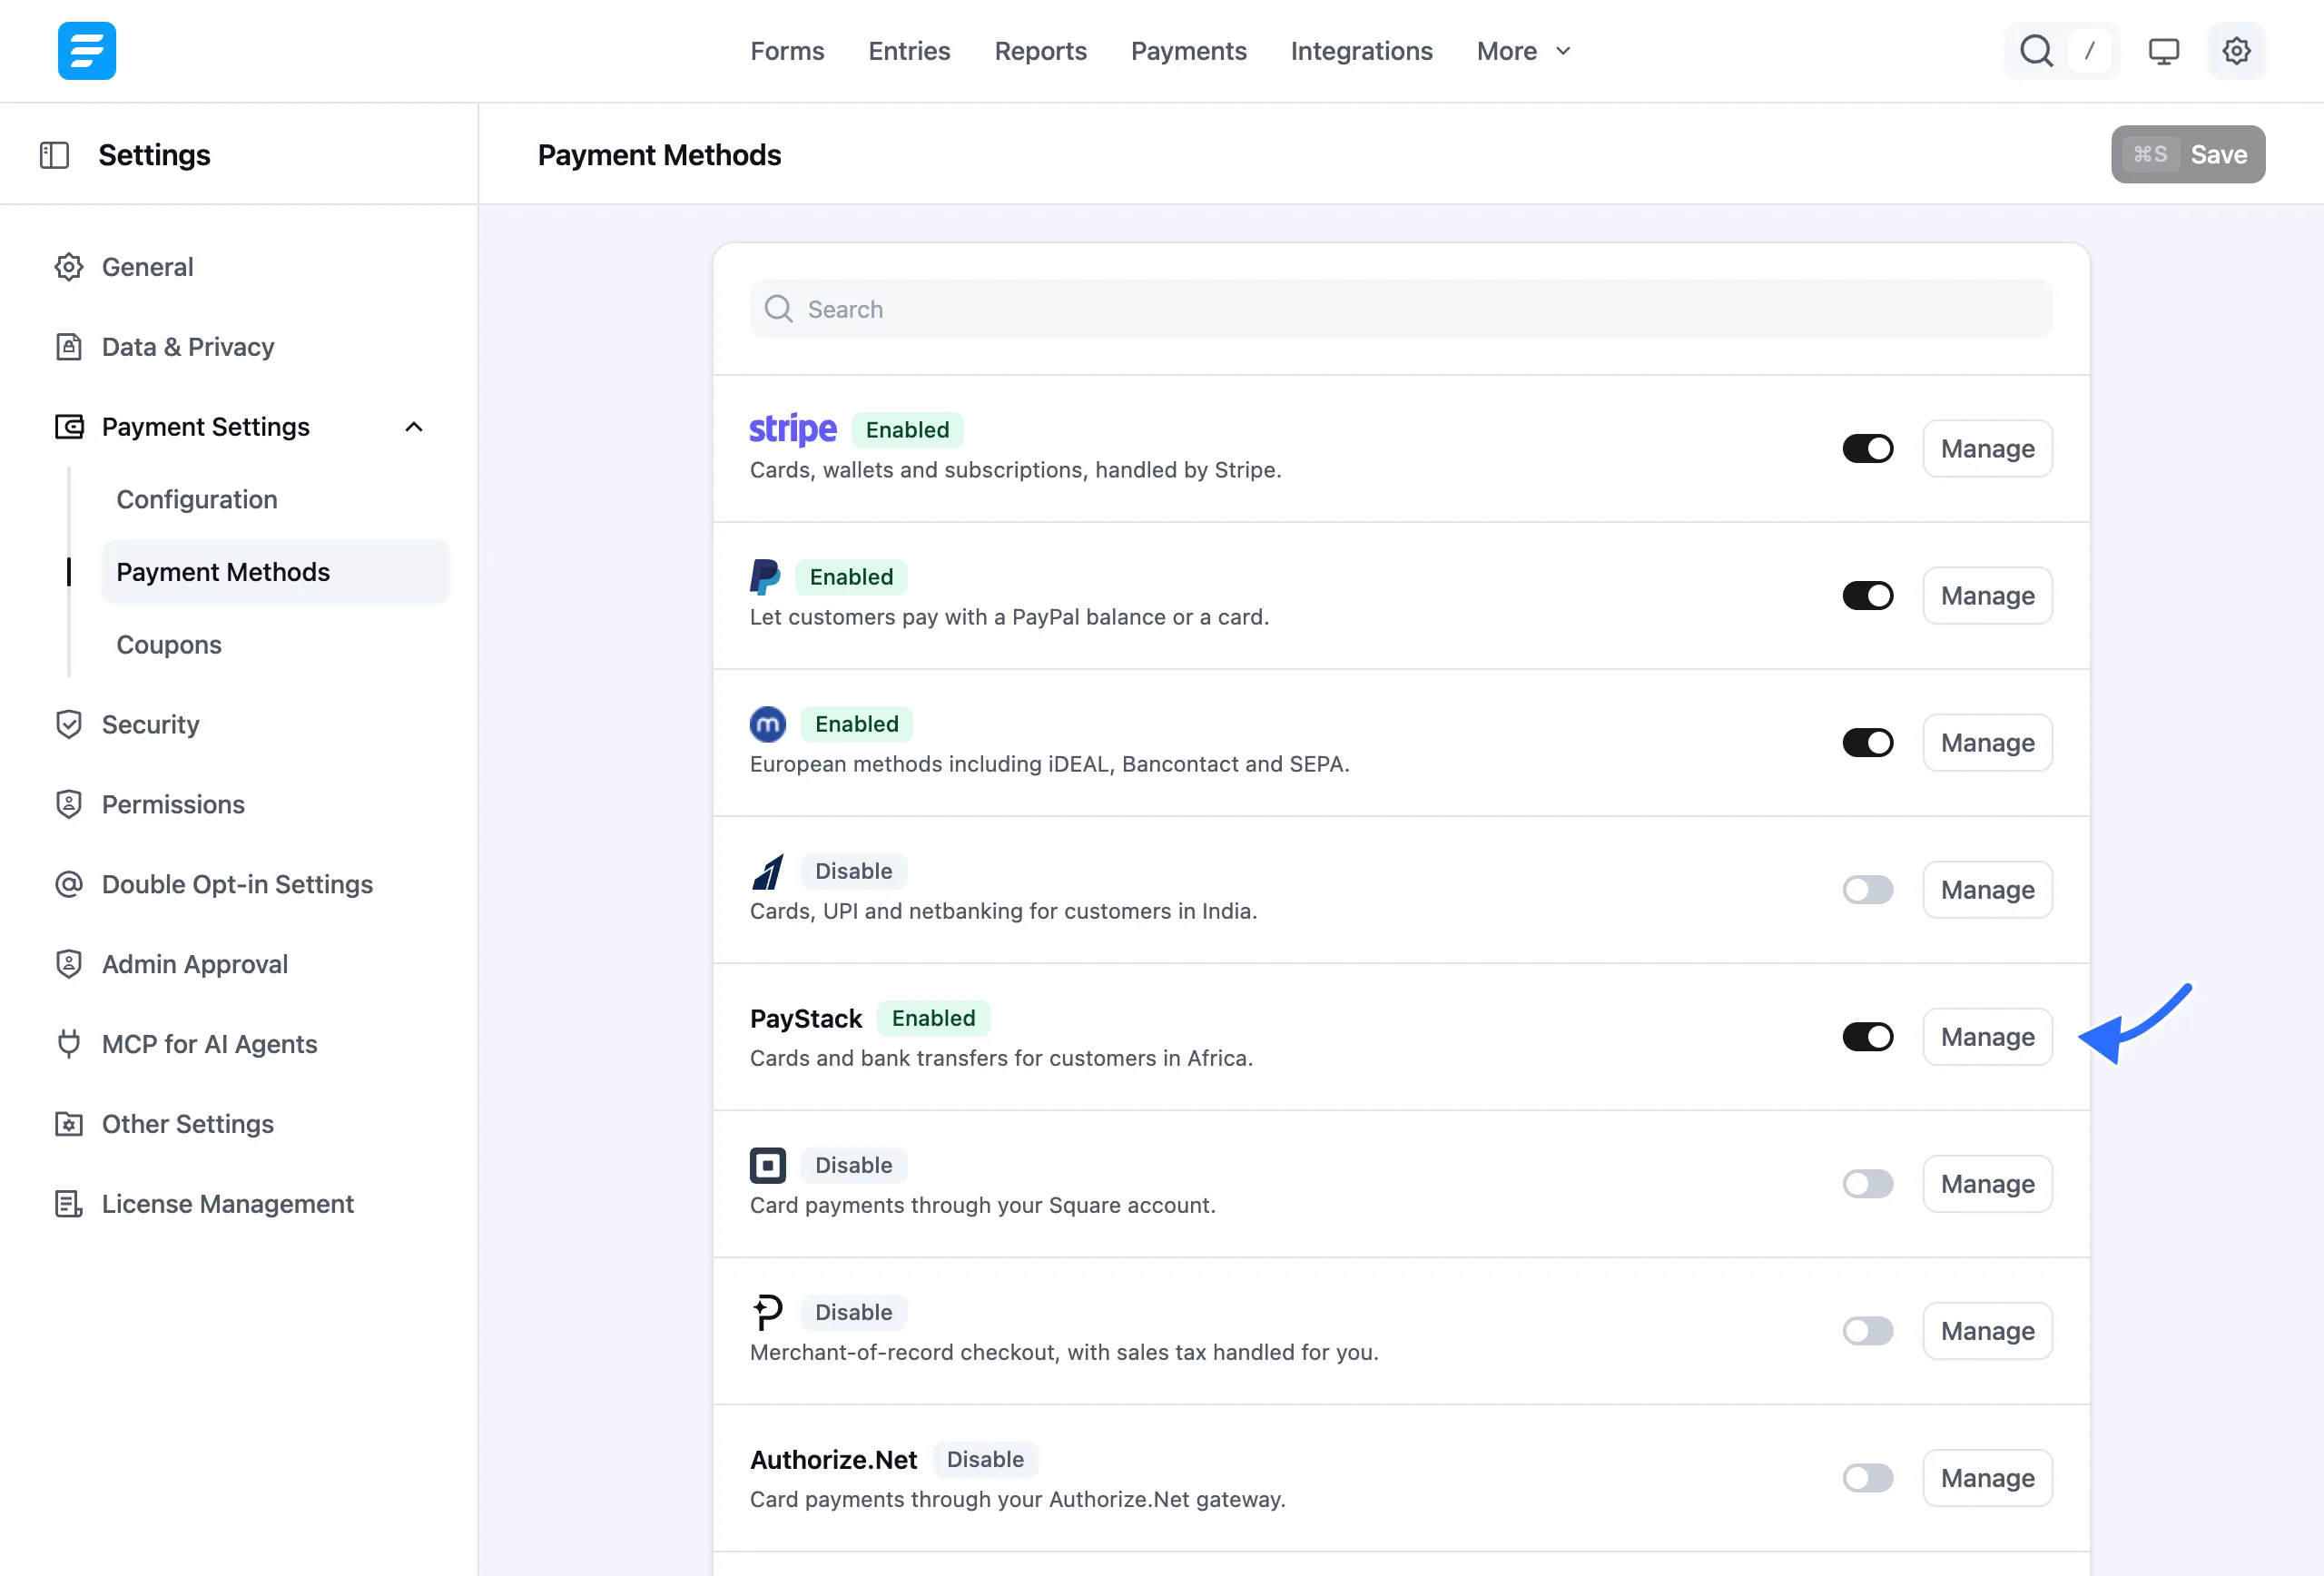 Forms Entries Reports Payments Integrations More /
Settings
Payment Methods
⌘S Save
General
Data & Privacy
Payment Settings
Configuration
Payment Methods
Coupons
Security
Permissions
Double Opt-in Settings
Admin Approval
MCP for AI Agents
Other Settings
License Management
Search
stripe Enabled
Cards, wallets and subscriptions, handled by Stripe.
Manage
Enabled
Let customers pay with a PayPal balance or a card.
Manage
m Enabled
European methods including iDEAL, Bancontact and SEPA.
Manage
Disable
Cards, UPI and netbanking for customers in India.
Manage
PayStack Enabled
Cards and bank transfers for customers in Africa.
Manage
Disable
Card payments through your Square account.
Manage
Disable
Merchant-of-record checkout, with sales tax handled for you.
Manage
Authorize.Net Disable
Card payments through your Authorize.Net gateway.
Manage